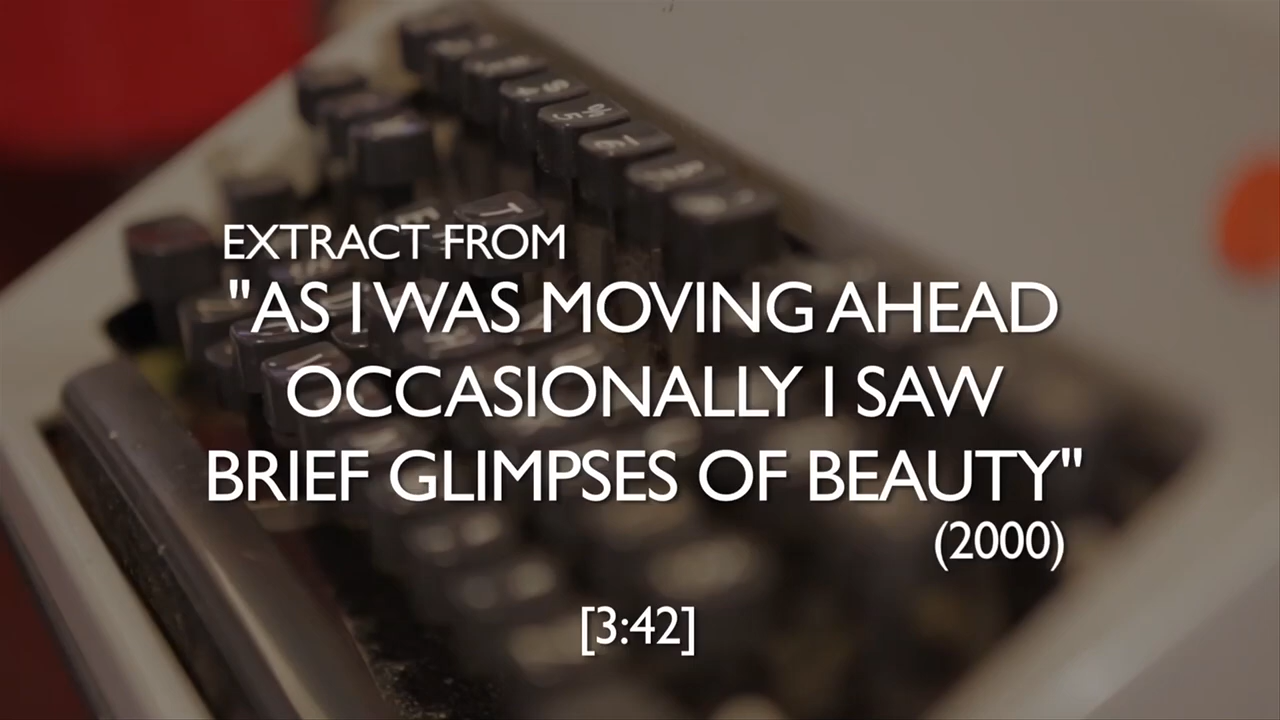 EXTRACT FROM
"AS I WAS MOVING AHEAD
OCCASIONALLY I SAW
BRIEF GLIMPSES OF BEAUTY"
(2000)
[3:42]